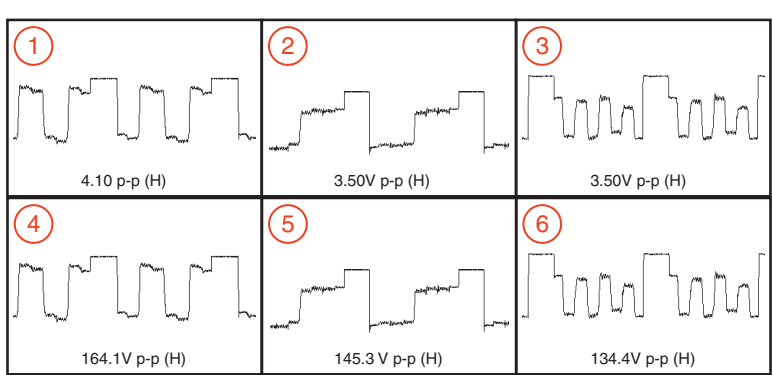 1
2
3
4.10 p-p (H)
3.50V p-p (H)
3.50V p-p (H)
4
5
6
164.1V p-p (H)
145.3 V p-p (H)
134.4V p-p (H)